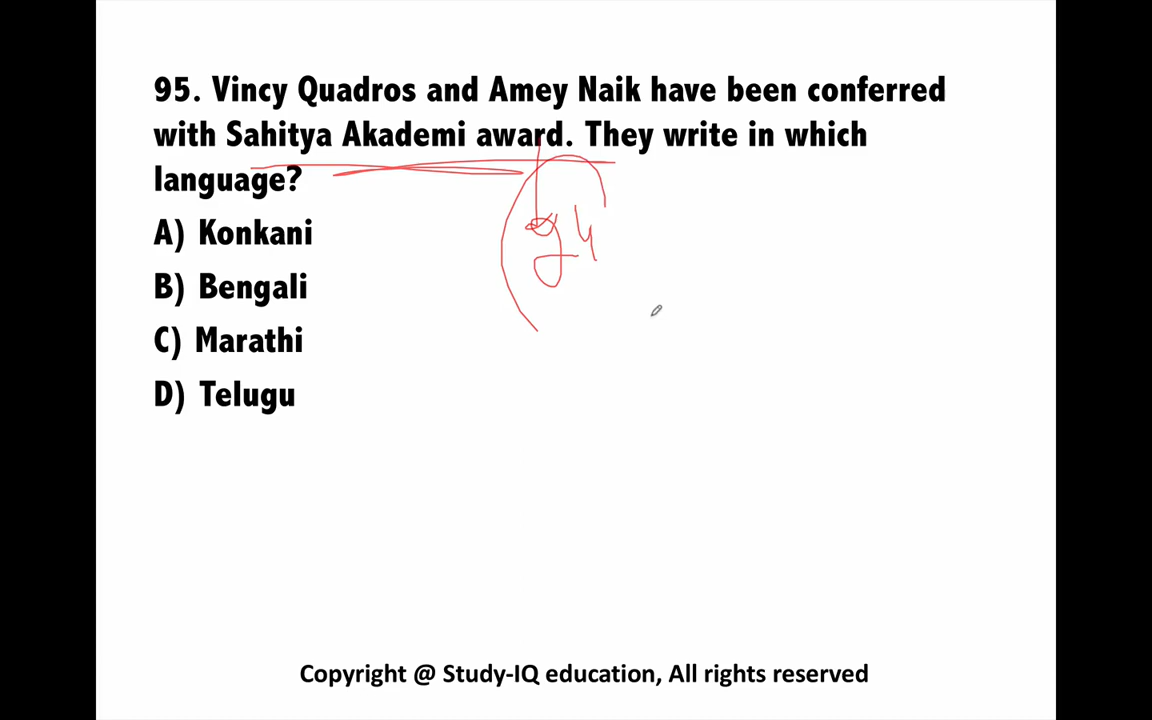 95. Vincy Quadros and Amey Naik have been conferred
with Sahitya Akademi award. They write in which
language?
A) Konkani
B) Bengali
C) Marathi
D) Telugu
Copyright @ Study-IQ education, All rights reserved